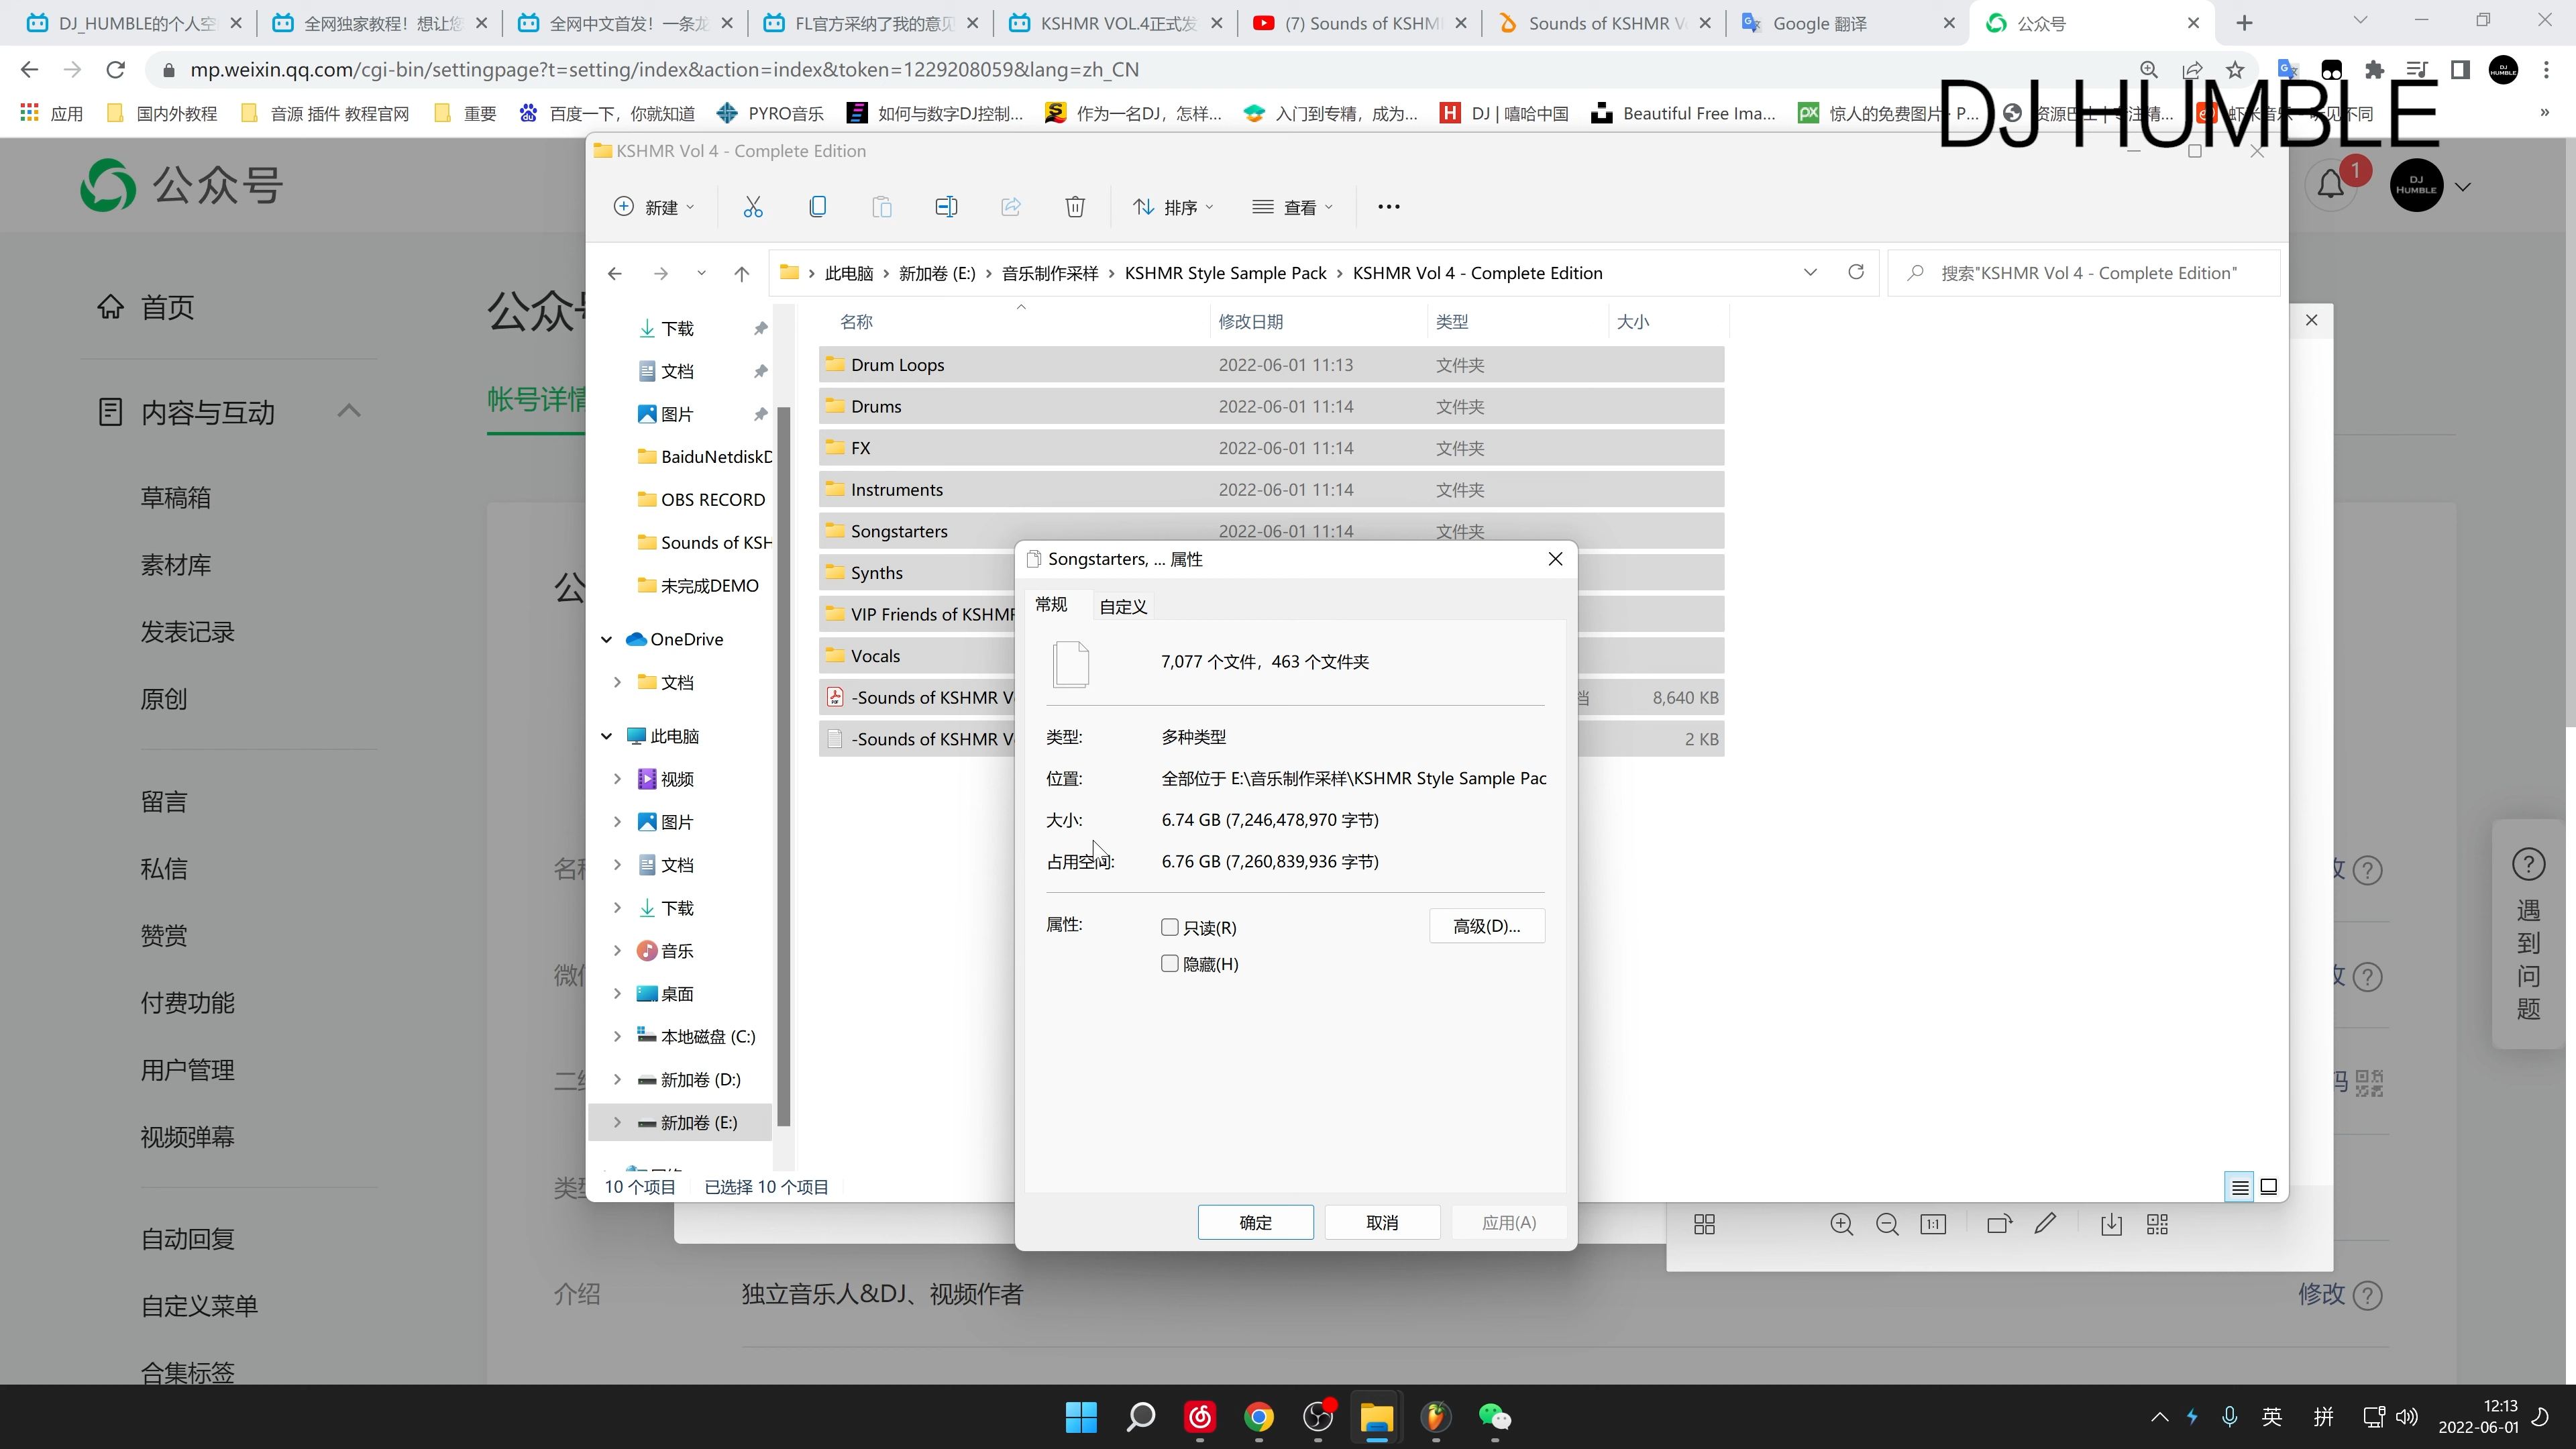 DJ_HUMBLE的个人空
全网独家教程！想让您
全网中文首发！一条龙
FL官方采纳了我的意见
KSHMR VOL.4正式发
(7) Sounds of KSHM
Sounds of KSHMR V
Google 翻译
公众号
mp.weixin.qq.com/cgi-bin/settingpage?t=setting/index&action=index&token=1229208059&lang=zh_CN
应用
国内外教程
音源 插件 教程官网
重要
百度一下，你就知道
PYRO音乐
如何与数字DJ控制...
作为一名DJ，怎样...
入门到专精，成为...
DJ | 嘻哈中国
Beautiful Free Ima...
惊人的免费图片 · P...
DJ HUMBLE
公众号
1
DJ HUMBLE
KSHMR Vol 4 - Complete Edition
新建
排序
查看
此电脑 > 新加卷 (E:) > 音乐制作采样 > KSHMR Style Sample Pack > KSHMR Vol 4 - Complete Edition
搜索"KSHMR Vol 4 - Complete Edition"
首页
内容与互动
草稿箱
素材库
发表记录
原创
留言
私信
赞赏
付费功能
用户管理
视频弹幕
自动回复
自定义菜单
合集标签
帐号详情
下载
文档
图片
BaiduNetdiskD
OBS RECORD
Sounds of KSH
未完成DEMO
OneDrive
文档
此电脑
视频
图片
文档
下载
音乐
桌面
本地磁盘 (C:)
新加卷 (D:)
新加卷 (E:)
名称 修改日期 类型 大小
Drum Loops 2022-06-01 11:13 文件夹
Drums 2022-06-01 11:14 文件夹
FX 2022-06-01 11:14 文件夹
Instruments 2022-06-01 11:14 文件夹
Songstarters 2022-06-01 11:14 文件夹
Synths
VIP Friends of KSHMR
Vocals
-Sounds of KSHMR V 8,640 KB
-Sounds of KSHMR V 2 KB
Songstarters, ... 属性
常规 自定义
7,077 个文件，463 个文件夹
类型: 多种类型
位置: 全部位于 E:\音乐制作采样\KSHMR Style Sample Pac
大小: 6.74 GB (7,246,478,970 字节)
占用空间: 6.76 GB (7,260,839,936 字节)
属性: 只读(R) 高级(D)...
隐藏(H)
确定 取消 应用(A)
10 个项目 已选择 10 个项目
1:1
遇到问题
介绍 独立音乐人&DJ、视频作者 修改
英 拼
12:13
2022-06-01